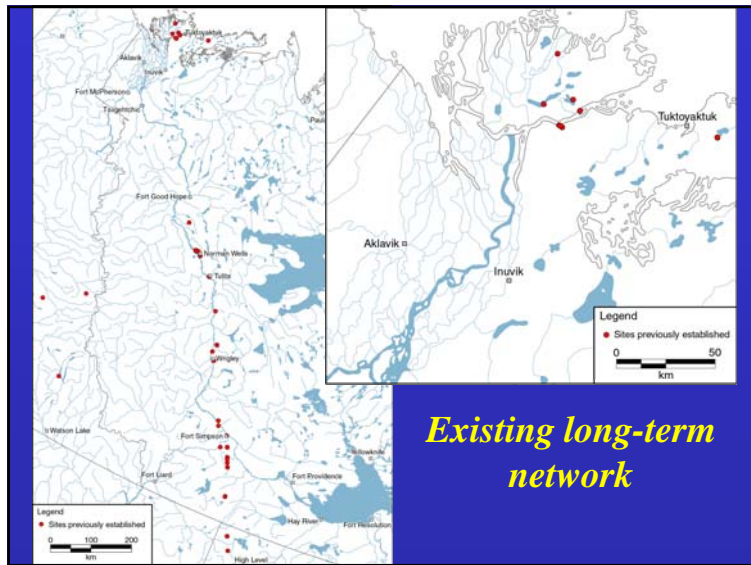 Tuktoyaktuk
Aklavik
Inuvik
Fort McPherson
Tsiigehtchic
Fort Good Hope
Norman Wells
Tulita
Wrigley
Watson Lake
Fort Simpson
Fort Liard
Yellowknife
Fort Providence
Hay River
Fort Resolution
High Level
Legend
Sites previously established
0 100 200
km
Tuktoyaktuk
Aklavik
Inuvik
Legend
Sites previously established
0 50
km
Existing long-term
network